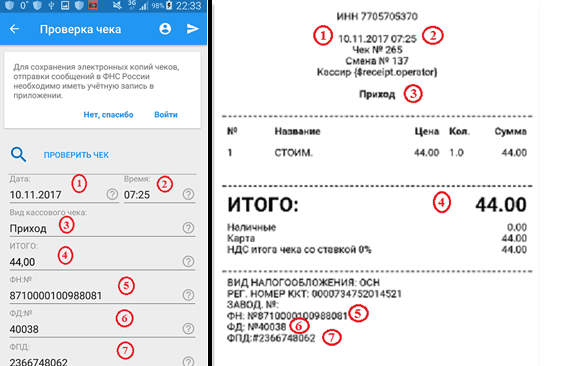 0° 3G 98% 22:33
Проверка чека
Для сохранения электронных копий чеков,
отправки сообщений в ФНС России
необходимо иметь учётную запись в
приложении.
Нет, спасибо Войти
ПРОВЕРИТЬ ЧЕК
Дата: 1 Время: 2
10.11.2017 07:25
Вид кассового чека:
Приход 3
ИТОГО:
44,00 4
ФН:№
8710000100988081 5
ФД:№
40038 6
ФПД:
2366748062 7
ИНН 7705705370
1 10.11.2017 07:25 2
Чек № 265
Смена № 137
Кассир {$receipt.operator}
Приход 3
№ Название Цена Кол. Сумма
1 СТОИМ. 44.00 1.0 44.00
ИТОГО: 4 44.00
Наличные 0.00
Карта 44.00
НДС итога чека со ставкой 0% 44.00
ВИД НАЛОГООБЛОЖЕНИЯ: ОСН
РЕГ. НОМЕР ККТ: 0000734752014521
ЗАВОД. №:
ФН: №8710000100988081 5
ФД: №40038 6
ФПД:#2366748062 7